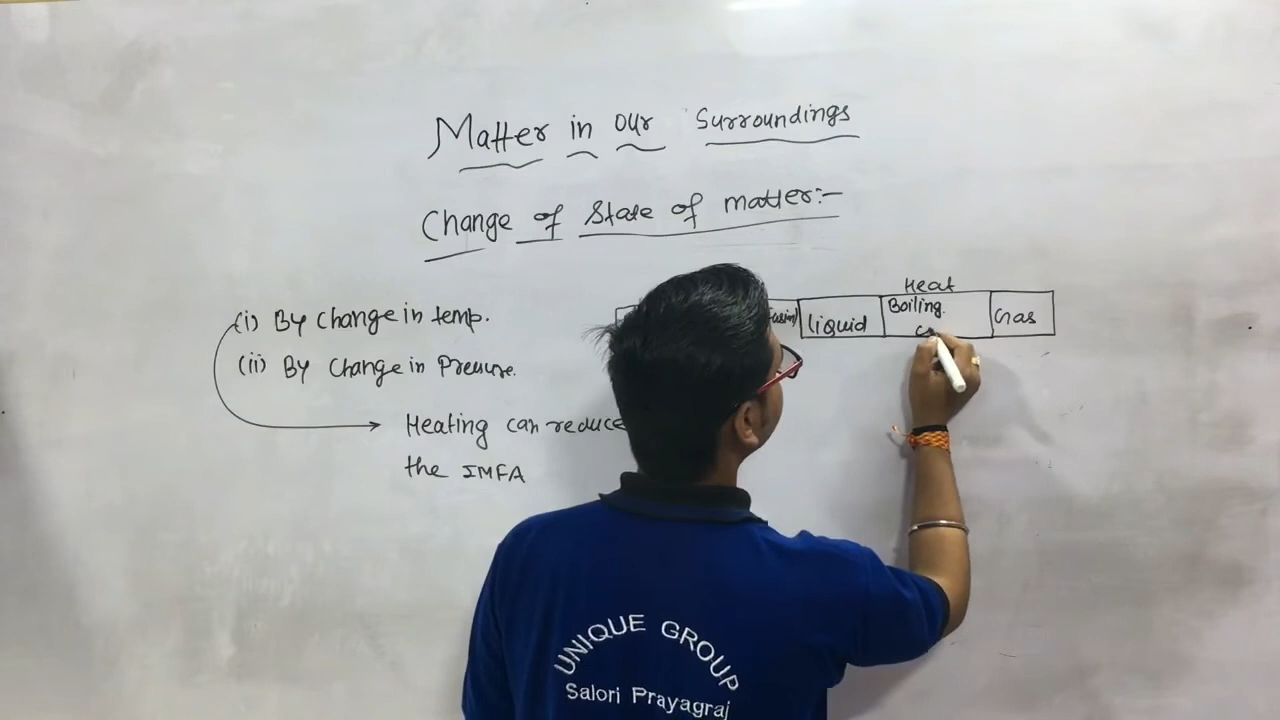 Matter in our Surroundings
Change of State of matter:-
(i) By Change in temp.
(ii) By Change in Pressure.
Heating can reduce
the IMFA
Heat
liquid Boiling. Gas
UNIQUE GROUP
Salori Prayagraj